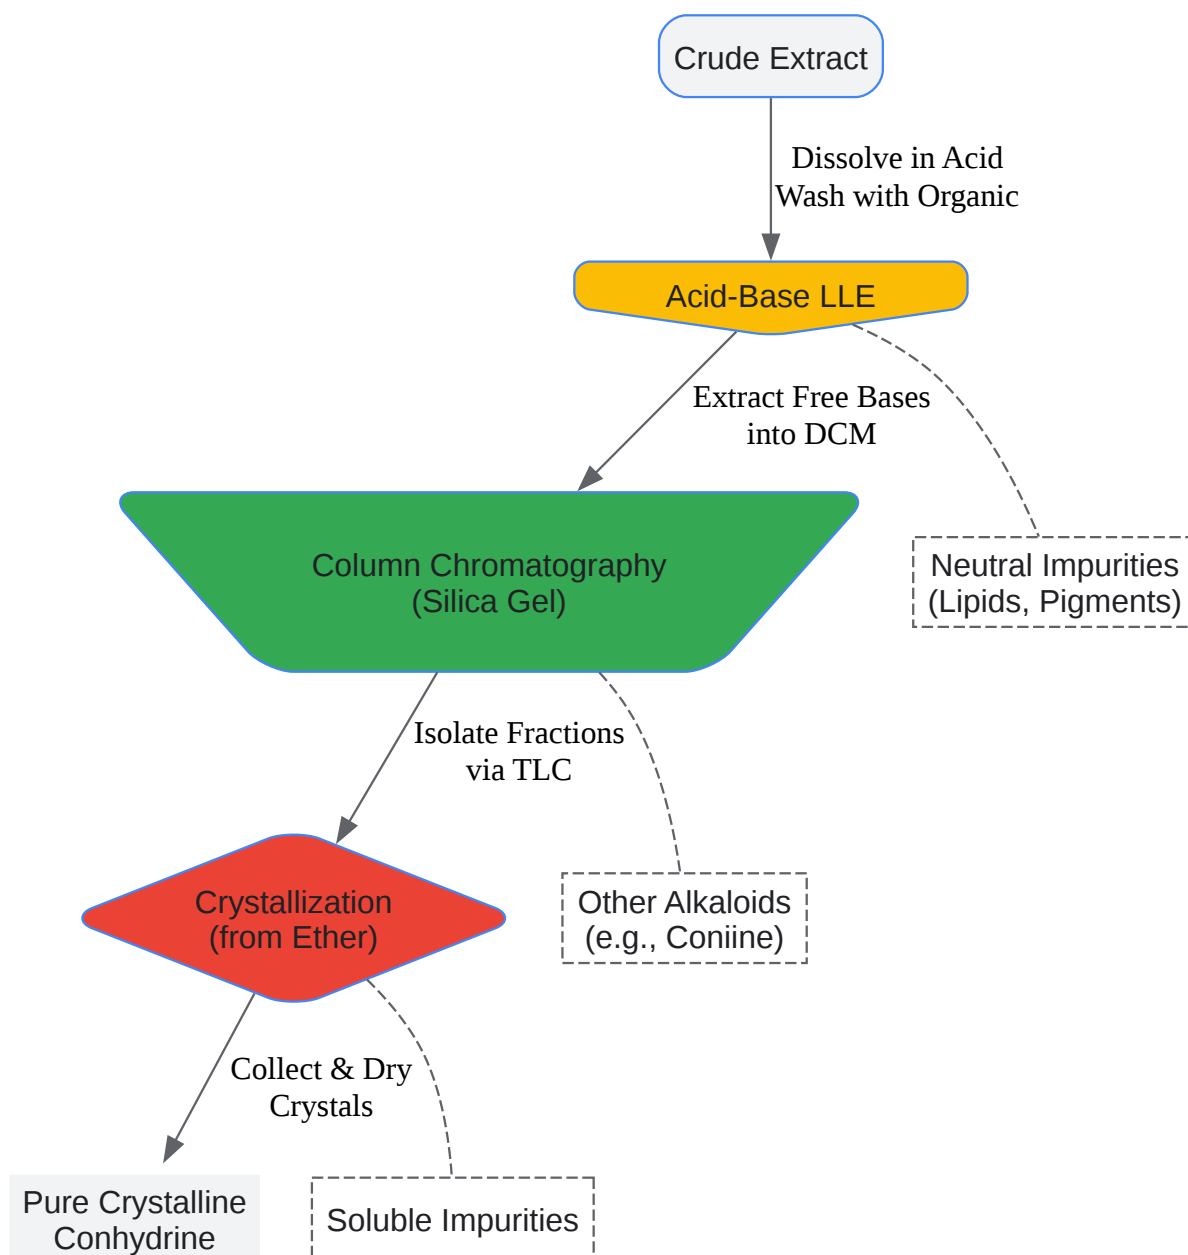 Crude Extract
Dissolve in Acid
Wash with Organic
Acid-Base LLE
Extract Free Bases
into DCM
Column Chromatography
(Silica Gel)
Neutral Impurities
(Lipids, Pigments)
Isolate Fractions
via TLC
Crystallization
(from Ether)
Other Alkaloids
(e.g., Coniine)
Collect & Dry
Crystals
Pure Crystalline
Conhydrine
Soluble Impurities